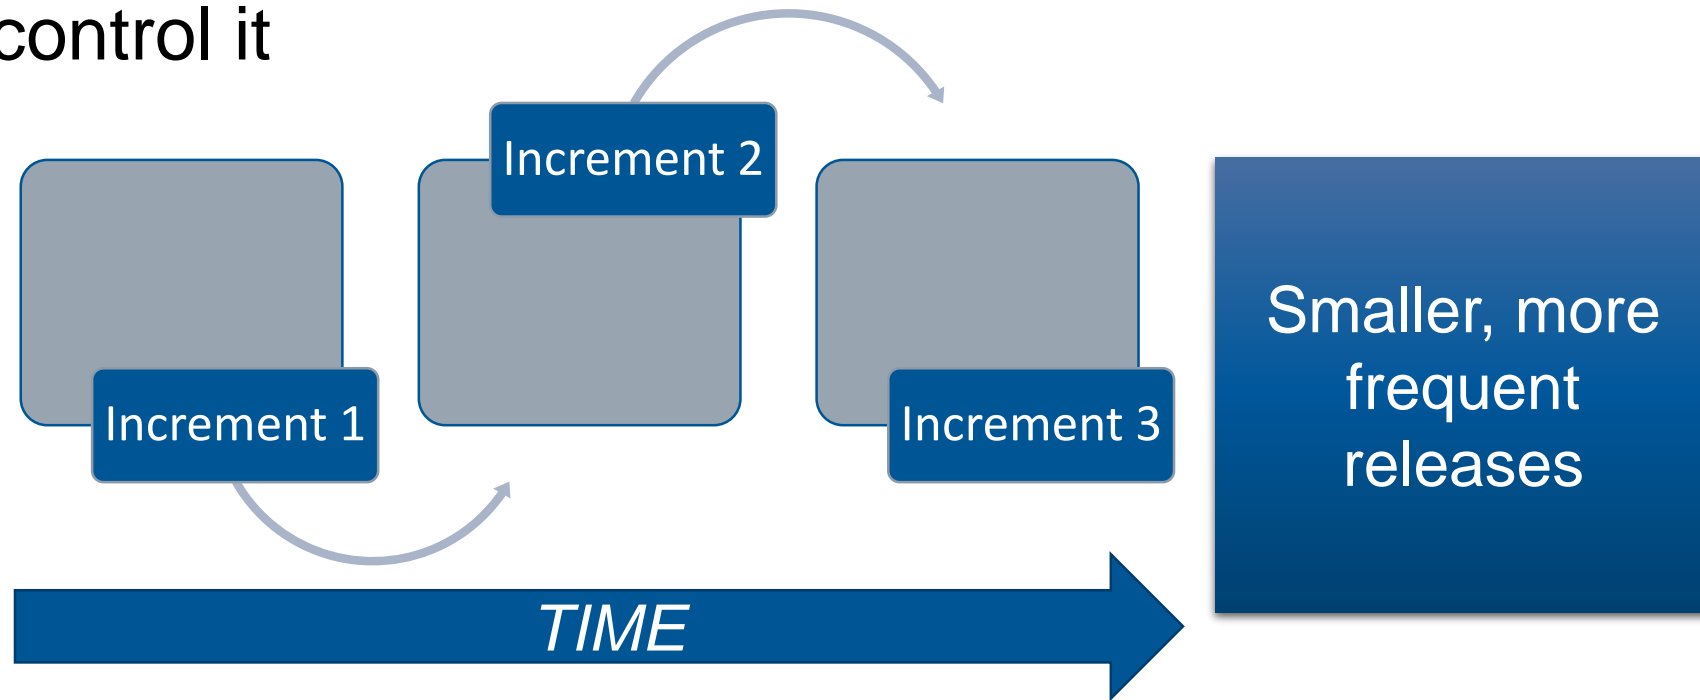 control it
Increment 1
Increment 2
Increment 3
Smaller, more
frequent
releases
TIME